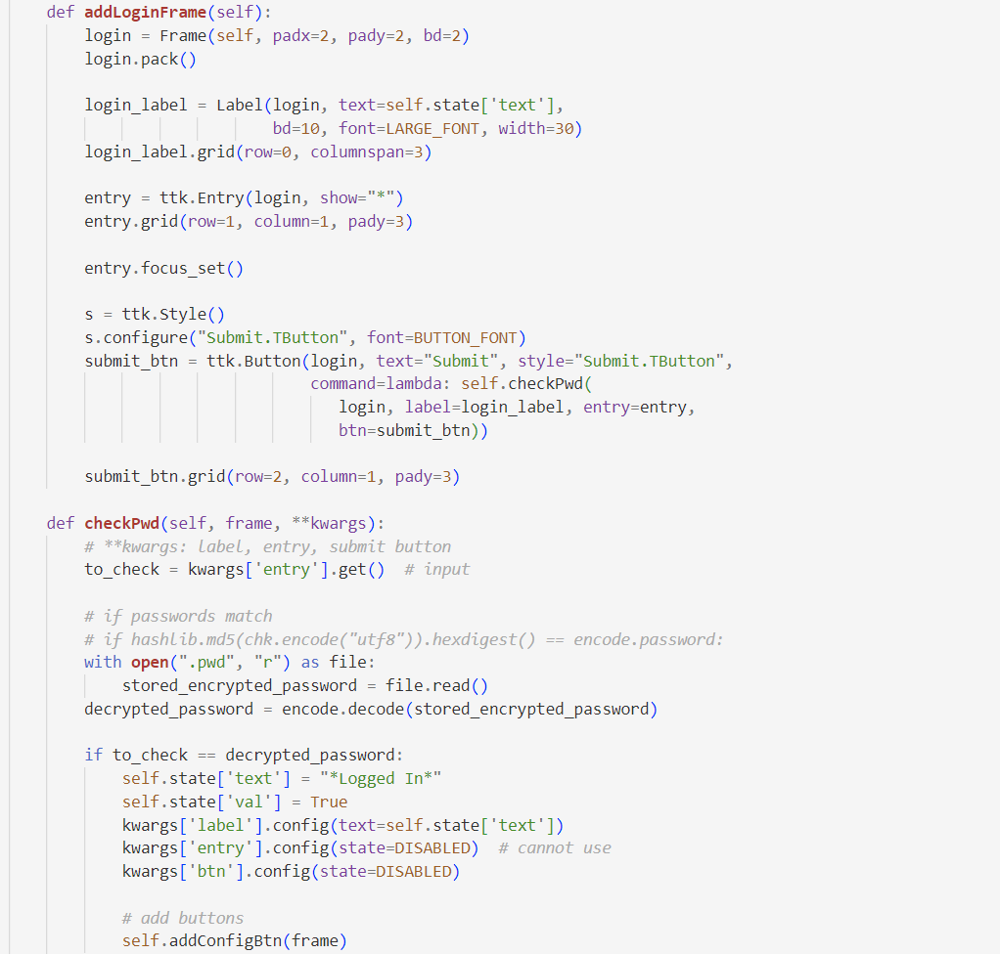 def addLoginFrame(self):
login = Frame(self, padx=2, pady=2, bd=2)
login.pack()
login_label = Label(login, text=self.state['text'],
bd=10, font=LARGE_FONT, width=30)
login_label.grid(row=0, columnspan=3)
entry = ttk.Entry(login, show="*")
entry.grid(row=1, column=1, pady=3)
entry.focus_set()
s = ttk.Style()
s.configure("Submit.TButton", font=BUTTON_FONT)
submit_btn = ttk.Button(login, text="Submit", style="Submit.TButton",
command=lambda: self.checkPwd(
login, label=login_label, entry=entry,
btn=submit_btn))
submit_btn.grid(row=2, column=1, pady=3)
def checkPwd(self, frame, **kwargs):
# **kwargs: label, entry, submit button
to_check = kwargs['entry'].get()  # input
# if passwords match
# if hashlib.md5(chk.encode("utf8")).hexdigest() == encode.password:
with open(".pwd", "r") as file:
stored_encrypted_password = file.read()
decrypted_password = encode.decode(stored_encrypted_password)
if to_check == decrypted_password:
self.state['text'] = "*Logged In*"
self.state['val'] = True
kwargs['label'].config(text=self.state['text'])
kwargs['entry'].config(state=DISABLED)  # cannot use
kwargs['btn'].config(state=DISABLED)
# add buttons
self.addConfigBtn(frame)